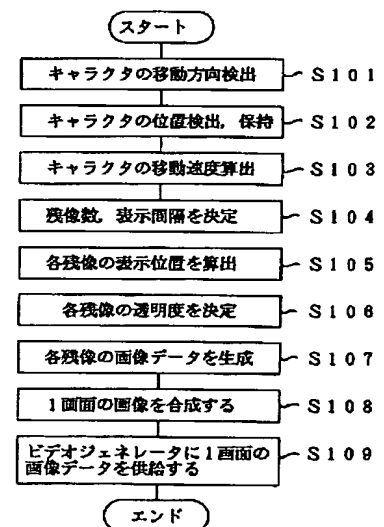 スタート
キャラクタの移動方向検出 S101
キャラクタの位置検出，保持 S102
キャラクタの移動速度算出 S103
残像数，表示間隔を決定 S104
各残像の表示位置を算出 S105
各残像の透明度を決定 S106
各残像の画像データを生成 S107
1画面の画像を合成する S108
ビデオジェネレータに1画面の
画像データを供給する S109
エンド